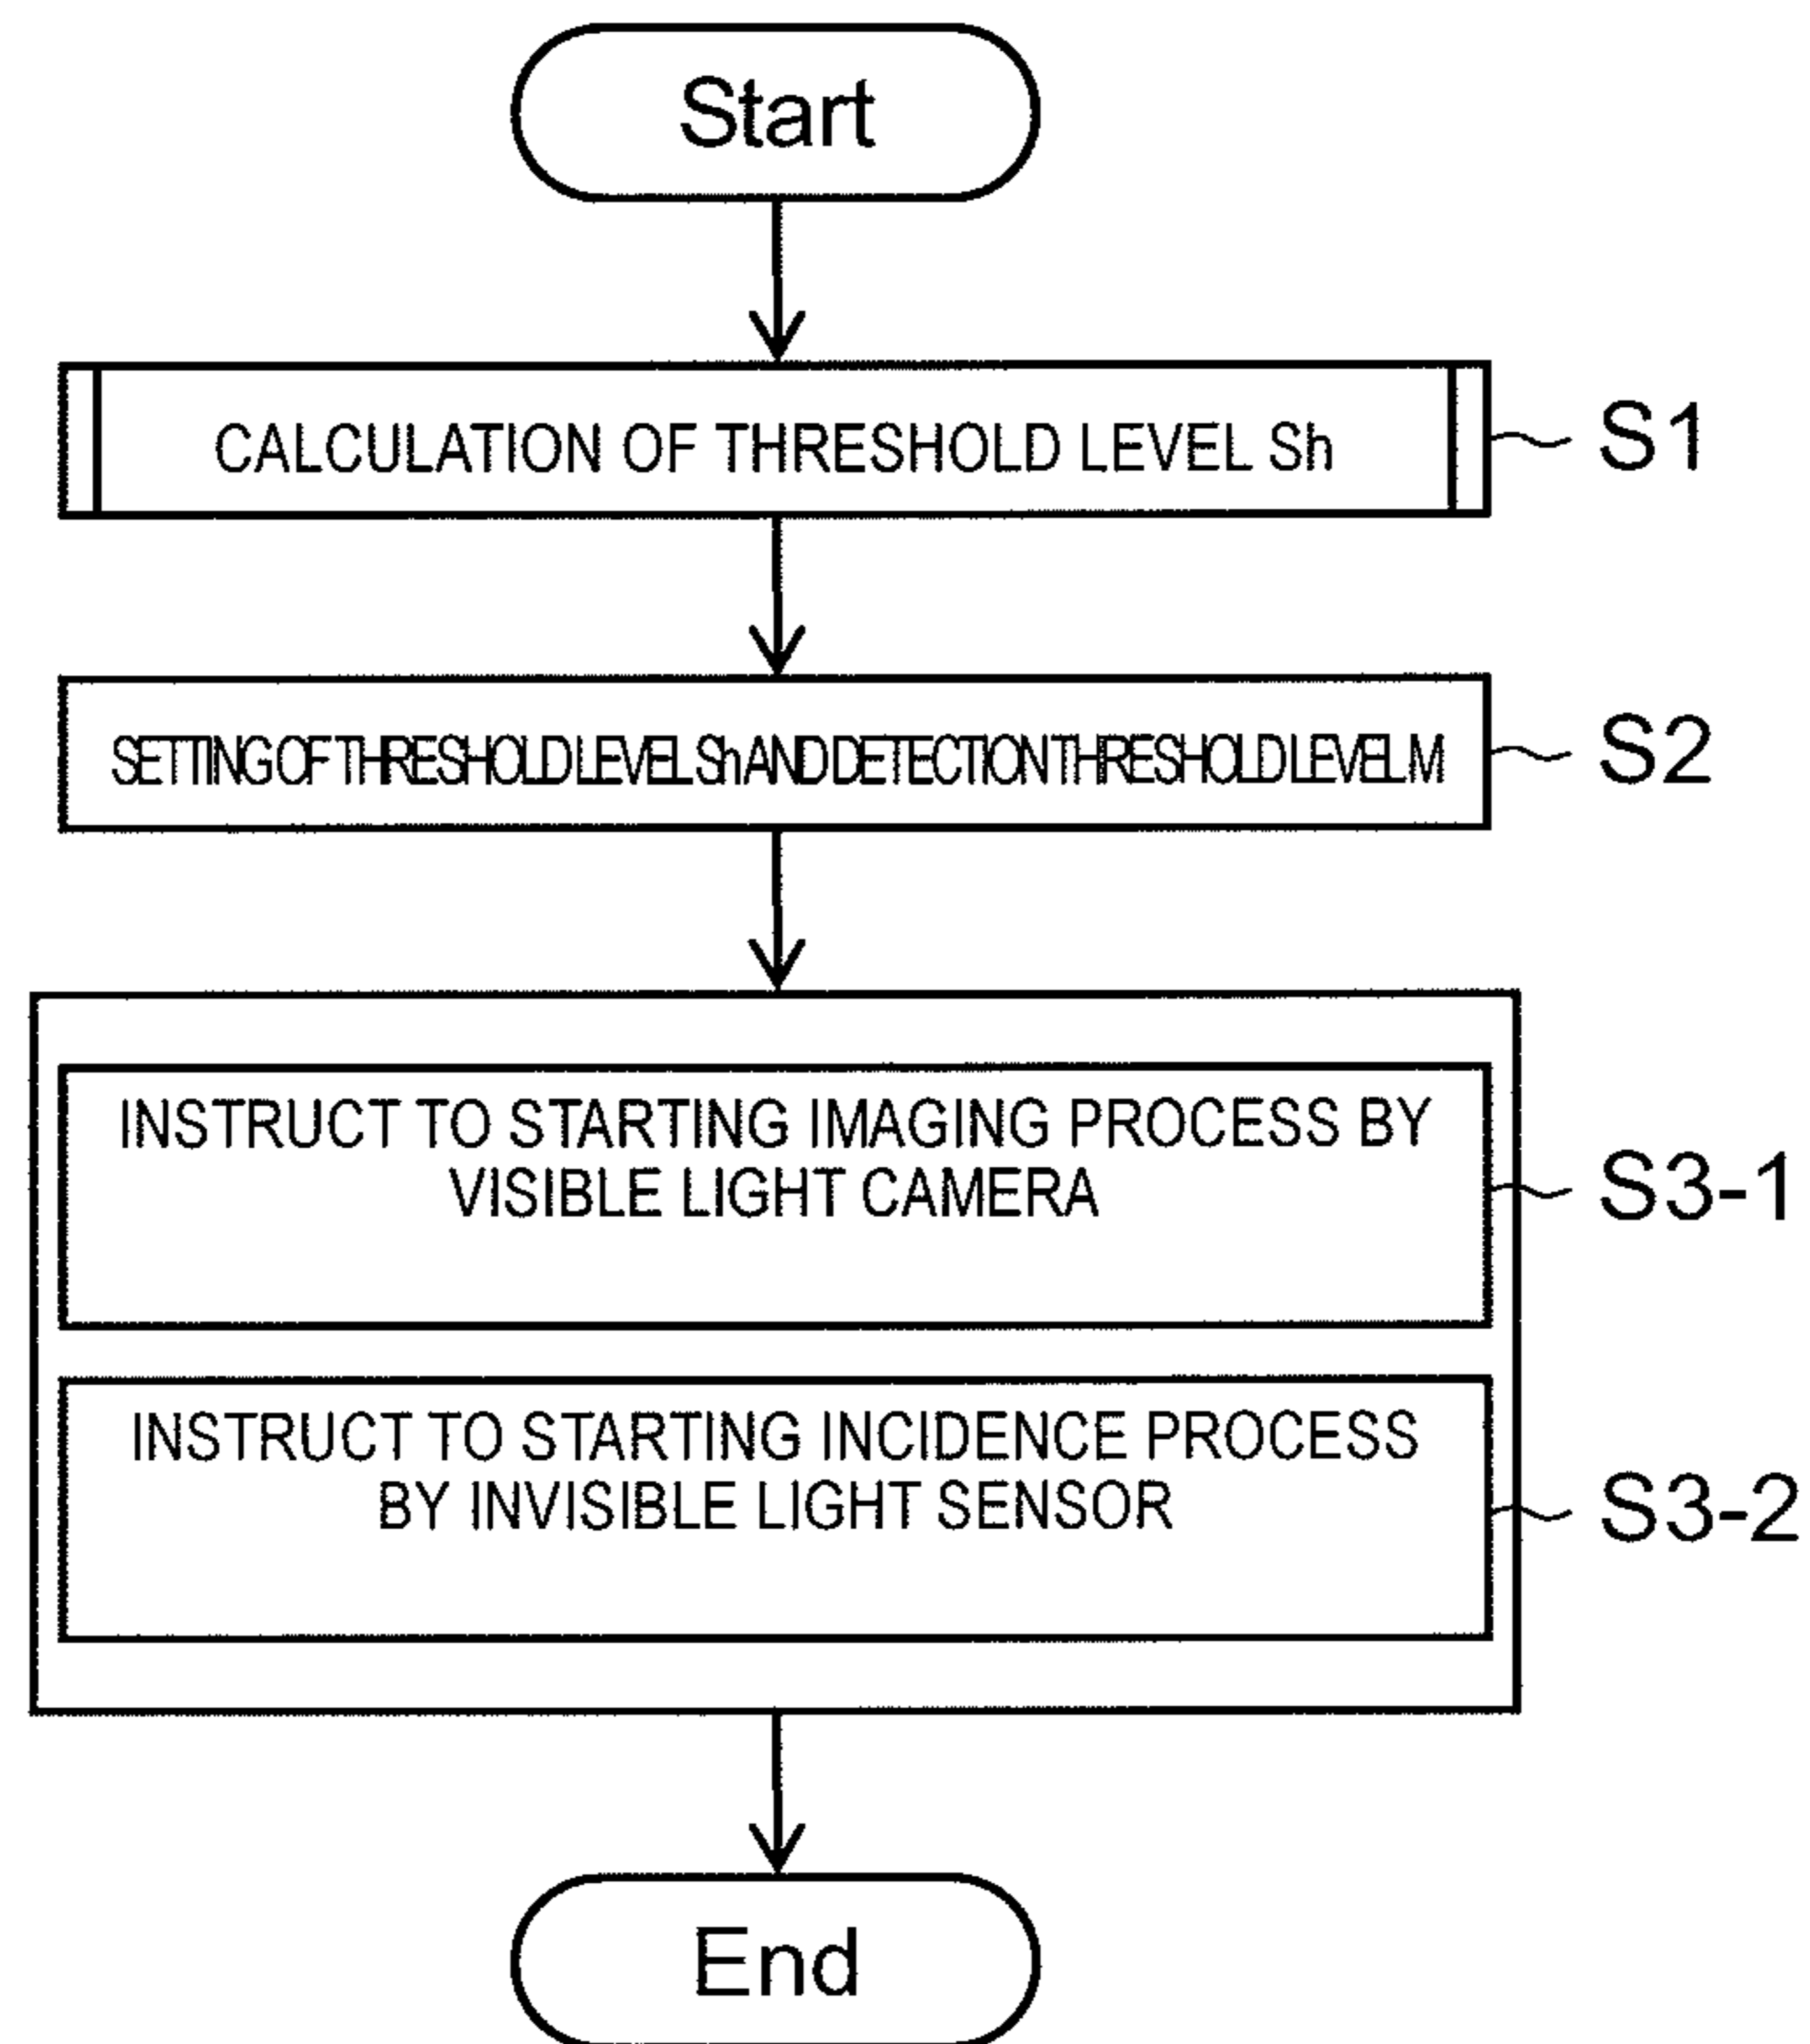 Start
CALCULATION OF THRESHOLD LEVEL Sh
S1
SETTING OF THRESHOLD LEVEL Sh AND DETECTION THRESHOLD LEVEL M
S2
INSTRUCT TO STARTING IMAGING PROCESS BY
VISIBLE LIGHT CAMERA
S3-1
INSTRUCT TO STARTING INCIDENCE PROCESS
BY INVISIBLE LIGHT SENSOR
S3-2
End